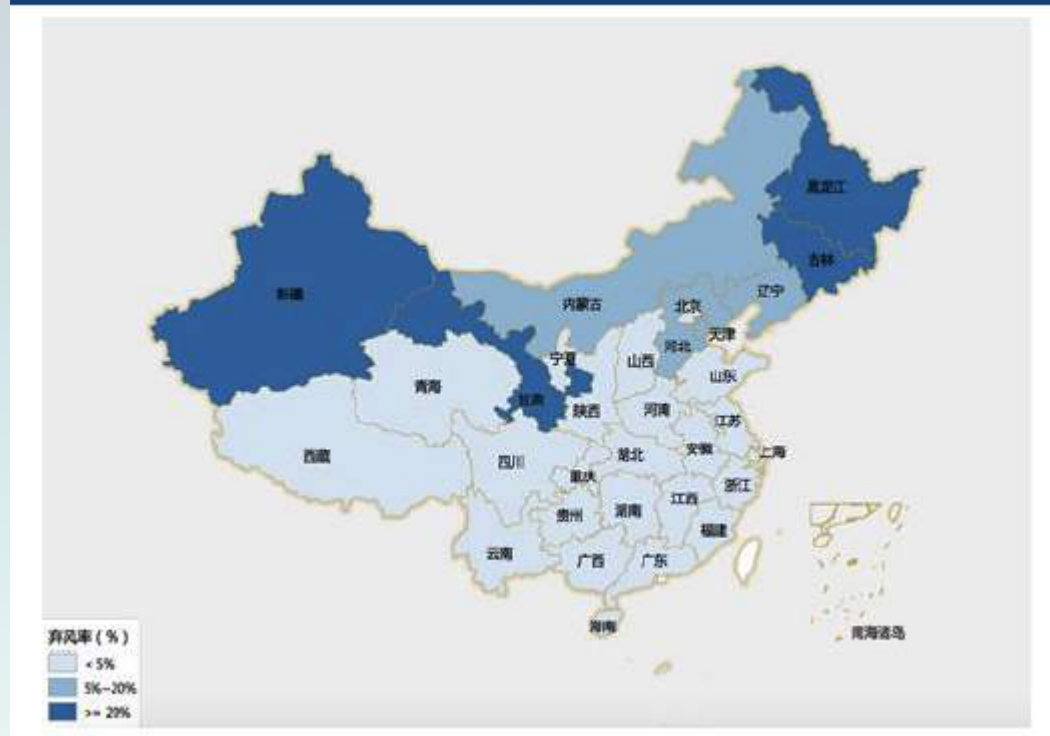 黑龙江
吉林
新疆
内蒙古
北京
辽宁
天津
河北
宁夏
山西
青海
山东
甘肃
陕西
河南
江苏
西藏
四川
湖北
安徽
上海
重庆
浙江
江西
贵州
湖南
福建
云南
广西
广东
海南
南海诸岛
弃风率(%)
< 5%
5%-20%
>= 20%